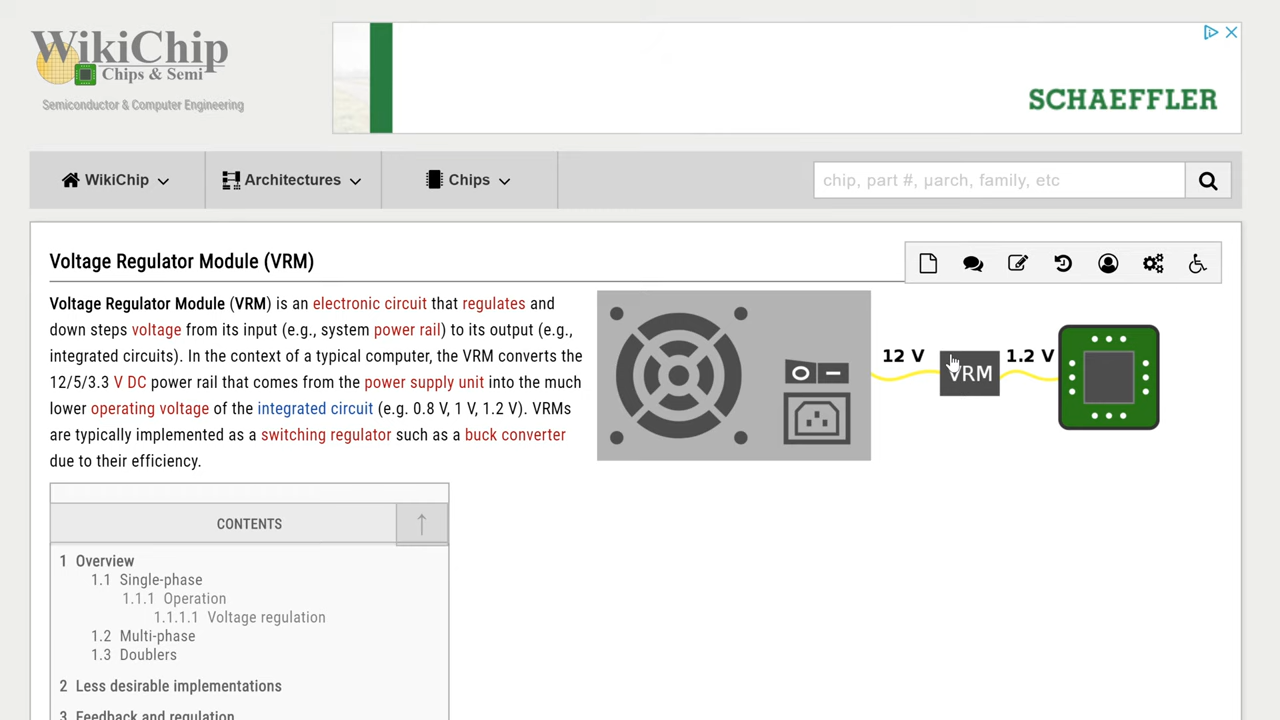 WikiChip
Chips & Semi
Semiconductor & Computer Engineering
SCHAEFFLER
WikiChip
Architectures
Chips
chip, part #, µarch, family, etc
Voltage Regulator Module (VRM)
Voltage Regulator Module (VRM) is an electronic circuit that regulates and
down steps voltage from its input (e.g., system power rail) to its output (e.g.,
integrated circuits). In the context of a typical computer, the VRM converts the
12/5/3.3 V DC power rail that comes from the power supply unit into the much
lower operating voltage of the integrated circuit (e.g. 0.8 V, 1 V, 1.2 V). VRMs
are typically implemented as a switching regulator such as a buck converter
due to their efficiency.
12 V
VRM
1.2 V
CONTENTS
1 Overview
1.1 Single-phase
1.1.1 Operation
1.1.1.1 Voltage regulation
1.2 Multi-phase
1.3 Doublers
2 Less desirable implementations
3 Feedback and regulation